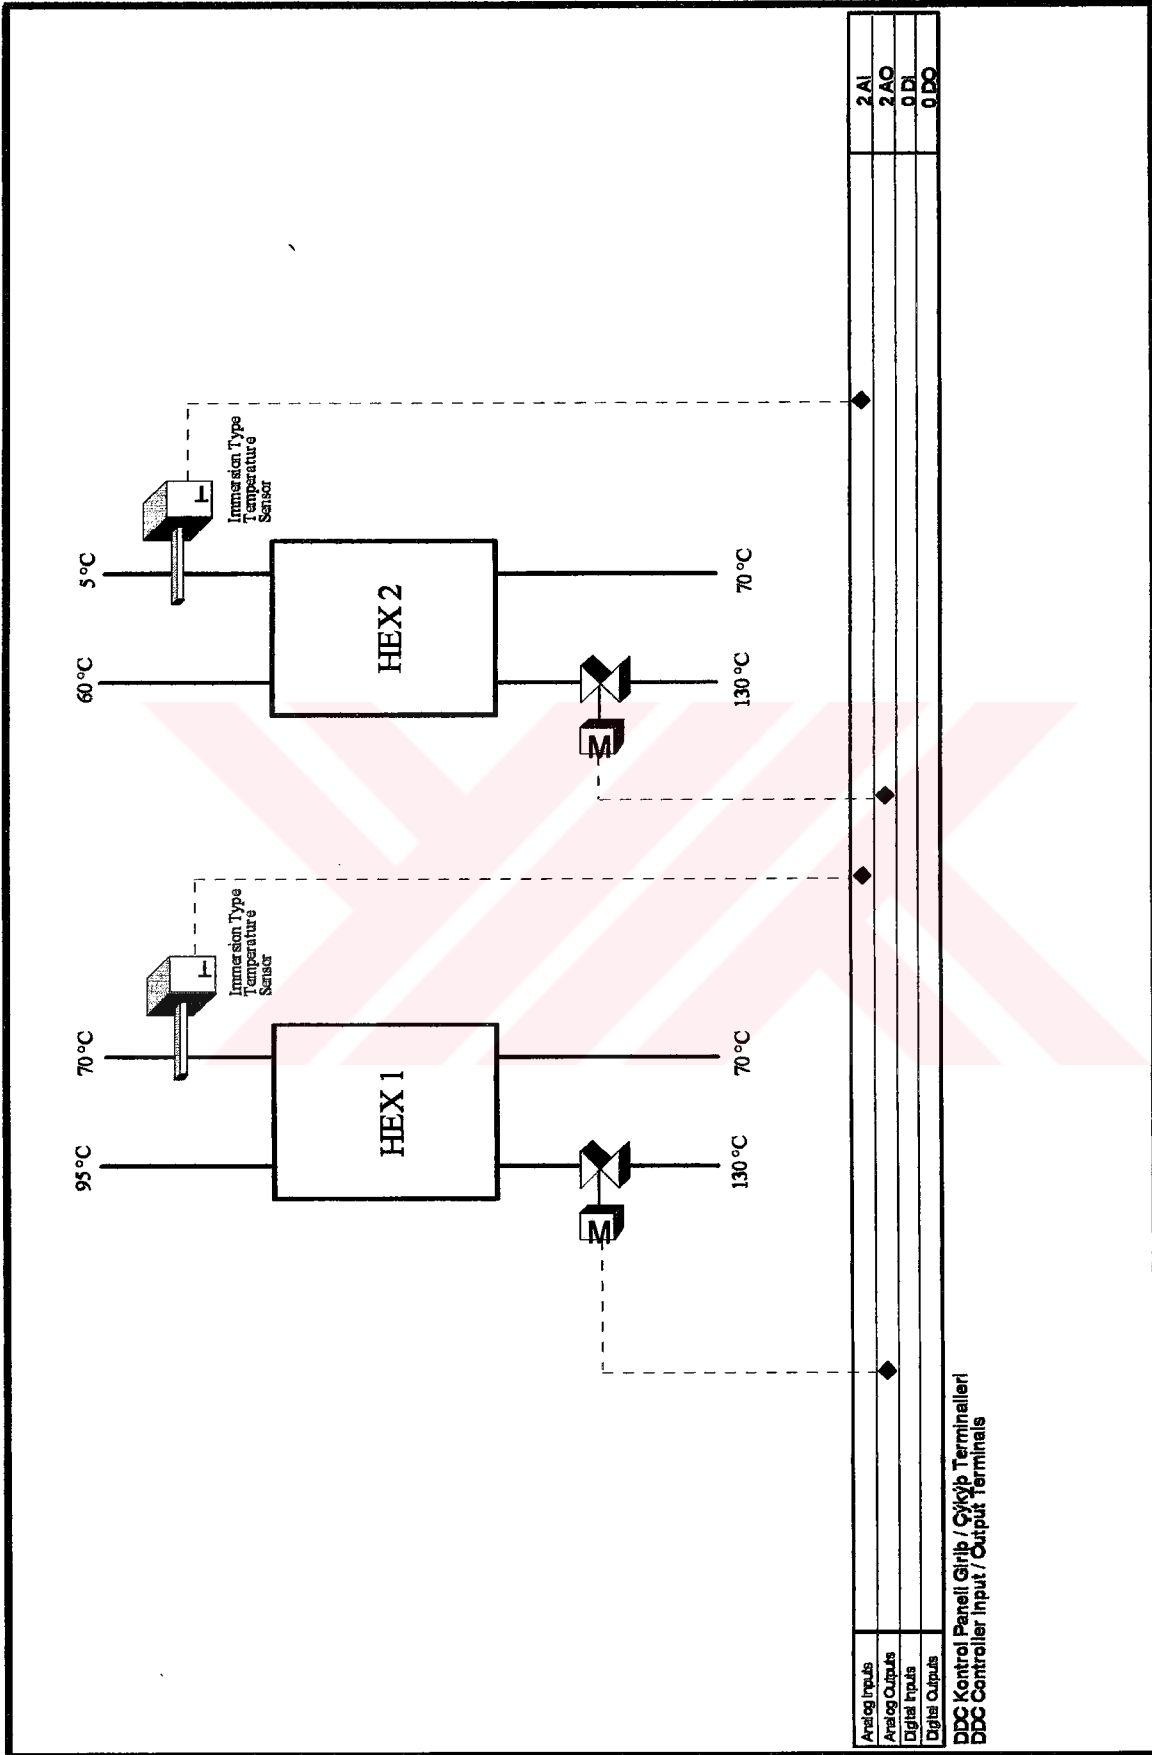 95 °C
70 °C
60 °C
5 °C
Immersion Type
Temperature
Sensor
T
Immersion Type
Temperature
Sensor
T
HEX 1
HEX 2
M
M
130 °C
70 °C
130 °C
70 °C
Analog Inputs
2 AI
Analog Outputs
2 AO
Digital Inputs
0 DI
Digital Outputs
0 DO
DDC Kontrol Paneli Giriþ / Çýkýþ Terminalleri
DDC Controller Input / Output Terminals